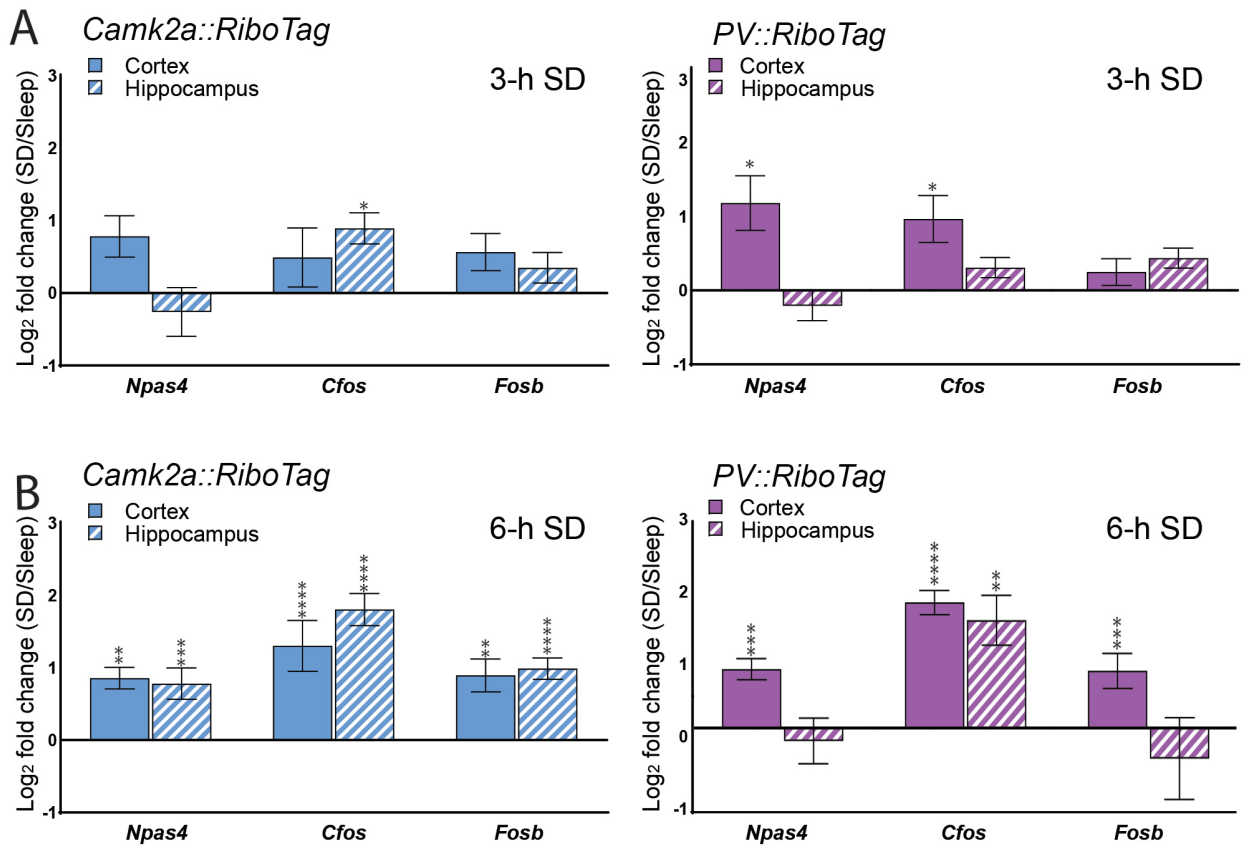 A
Camk2a::RiboTag
Cortex
Hippocampus
3-h SD
Log2 fold change (SD/Sleep)
3
2
1
0
-1
*
Npas4
Cfos
Fosb
PV::RiboTag
Cortex
Hippocampus
3-h SD
Log2 fold change (SD/Sleep)
3
2
1
0
-1
*
*
Npas4
Cfos
Fosb
B
Camk2a::RiboTag
Cortex
Hippocampus
6-h SD
Log2 fold change (SD/Sleep)
3
2
1
0
-1
**
***
****
****
**
****
Npas4
Cfos
Fosb
PV::RiboTag
Cortex
Hippocampus
6-h SD
Log2 fold change (SD/Sleep)
3
2
1
0
-1
***
****
**
***
Npas4
Cfos
Fosb